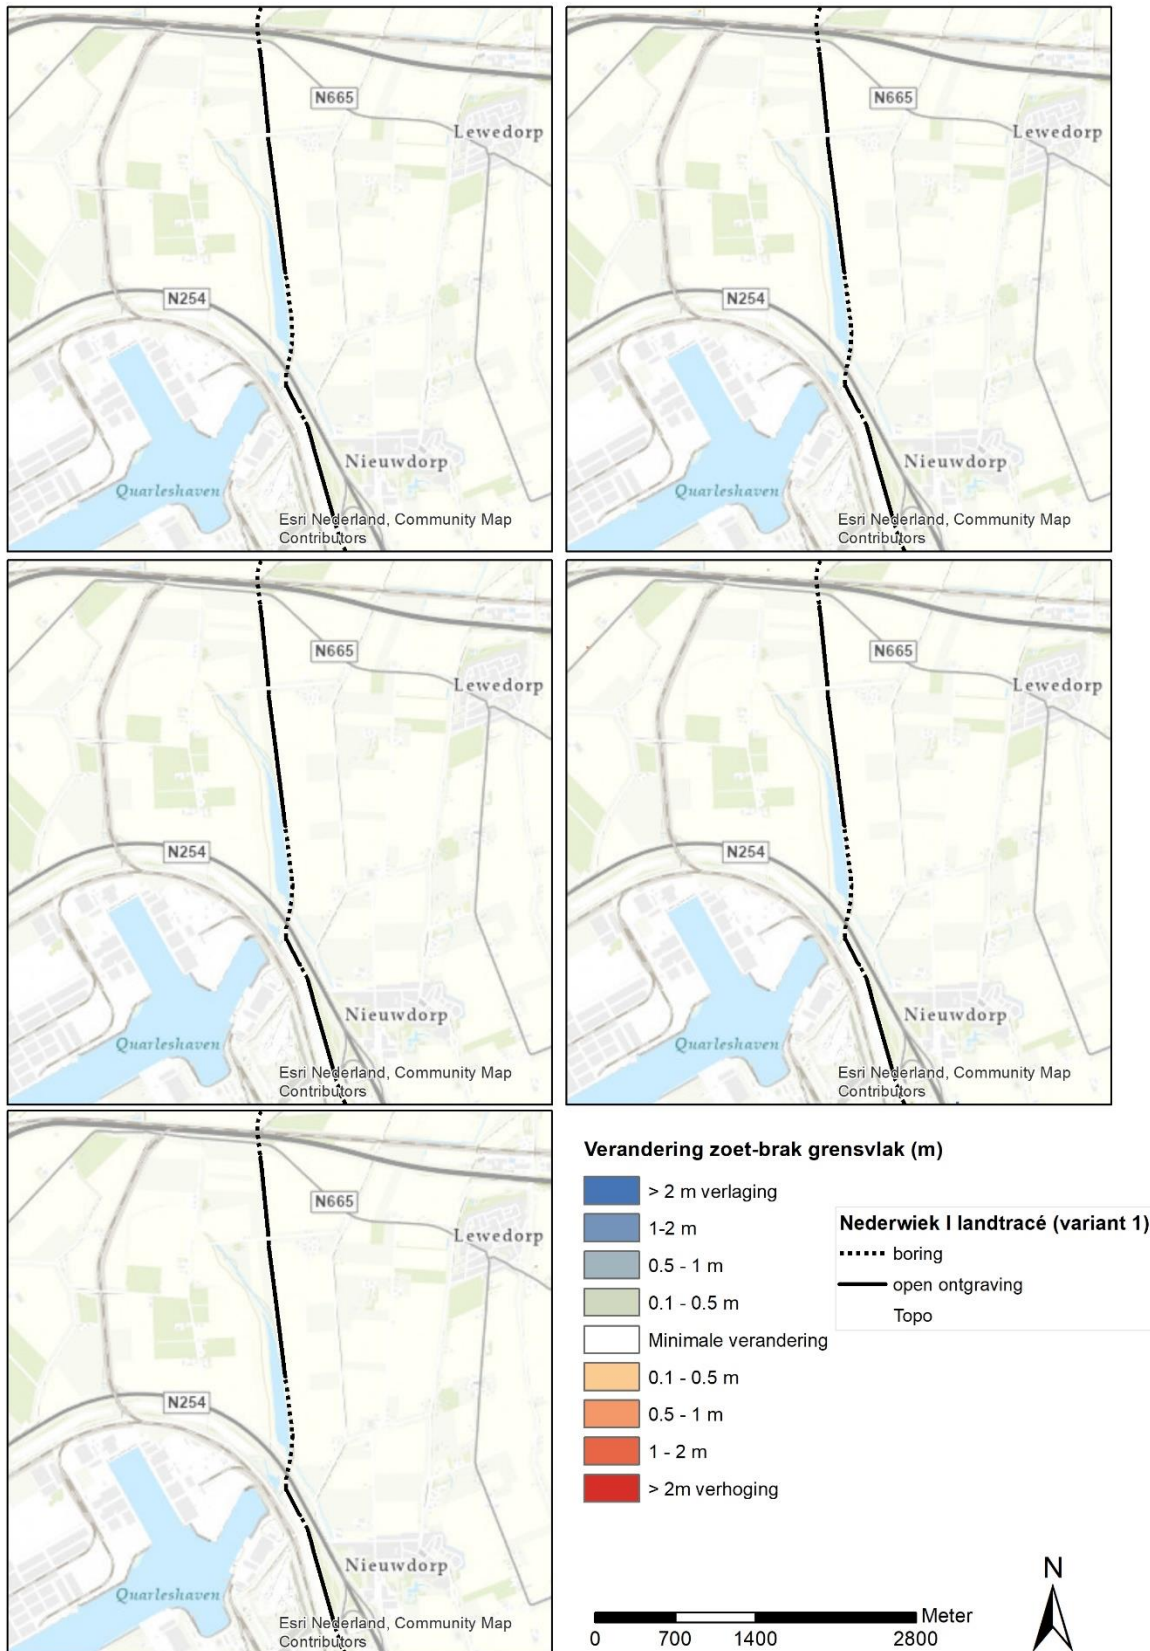 N665
Lewedorp
N254
Nieuwdorp
Quarleshaven
Esri Nederland, Community Map
Contributors
N665
Lewedorp
N254
Nieuwdorp
Quarleshaven
Esri Nederland, Community Map
Contributors
N665
Lewedorp
N254
Nieuwdorp
Quarleshaven
Esri Nederland, Community Map
Contributors
N665
Lewedorp
N254
Nieuwdorp
Quarleshaven
Esri Nederland, Community Map
Contributors
N665
Lewedorp
N254
Nieuwdorp
Quarleshaven
Esri Nederland, Community Map
Contributors
Verandering zoet-brak grensvlak (m)
> 2 m verlaging
1-2 m
0.5 - 1 m
0.1 - 0.5 m
Minimale verandering
0.1 - 0.5 m
0.5 - 1 m
1 - 2 m
> 2m verhoging
Nederwiek I landtracé (variant 1)
boring
open ontgraving
Topo
Meter
0 700 1400 2800
N